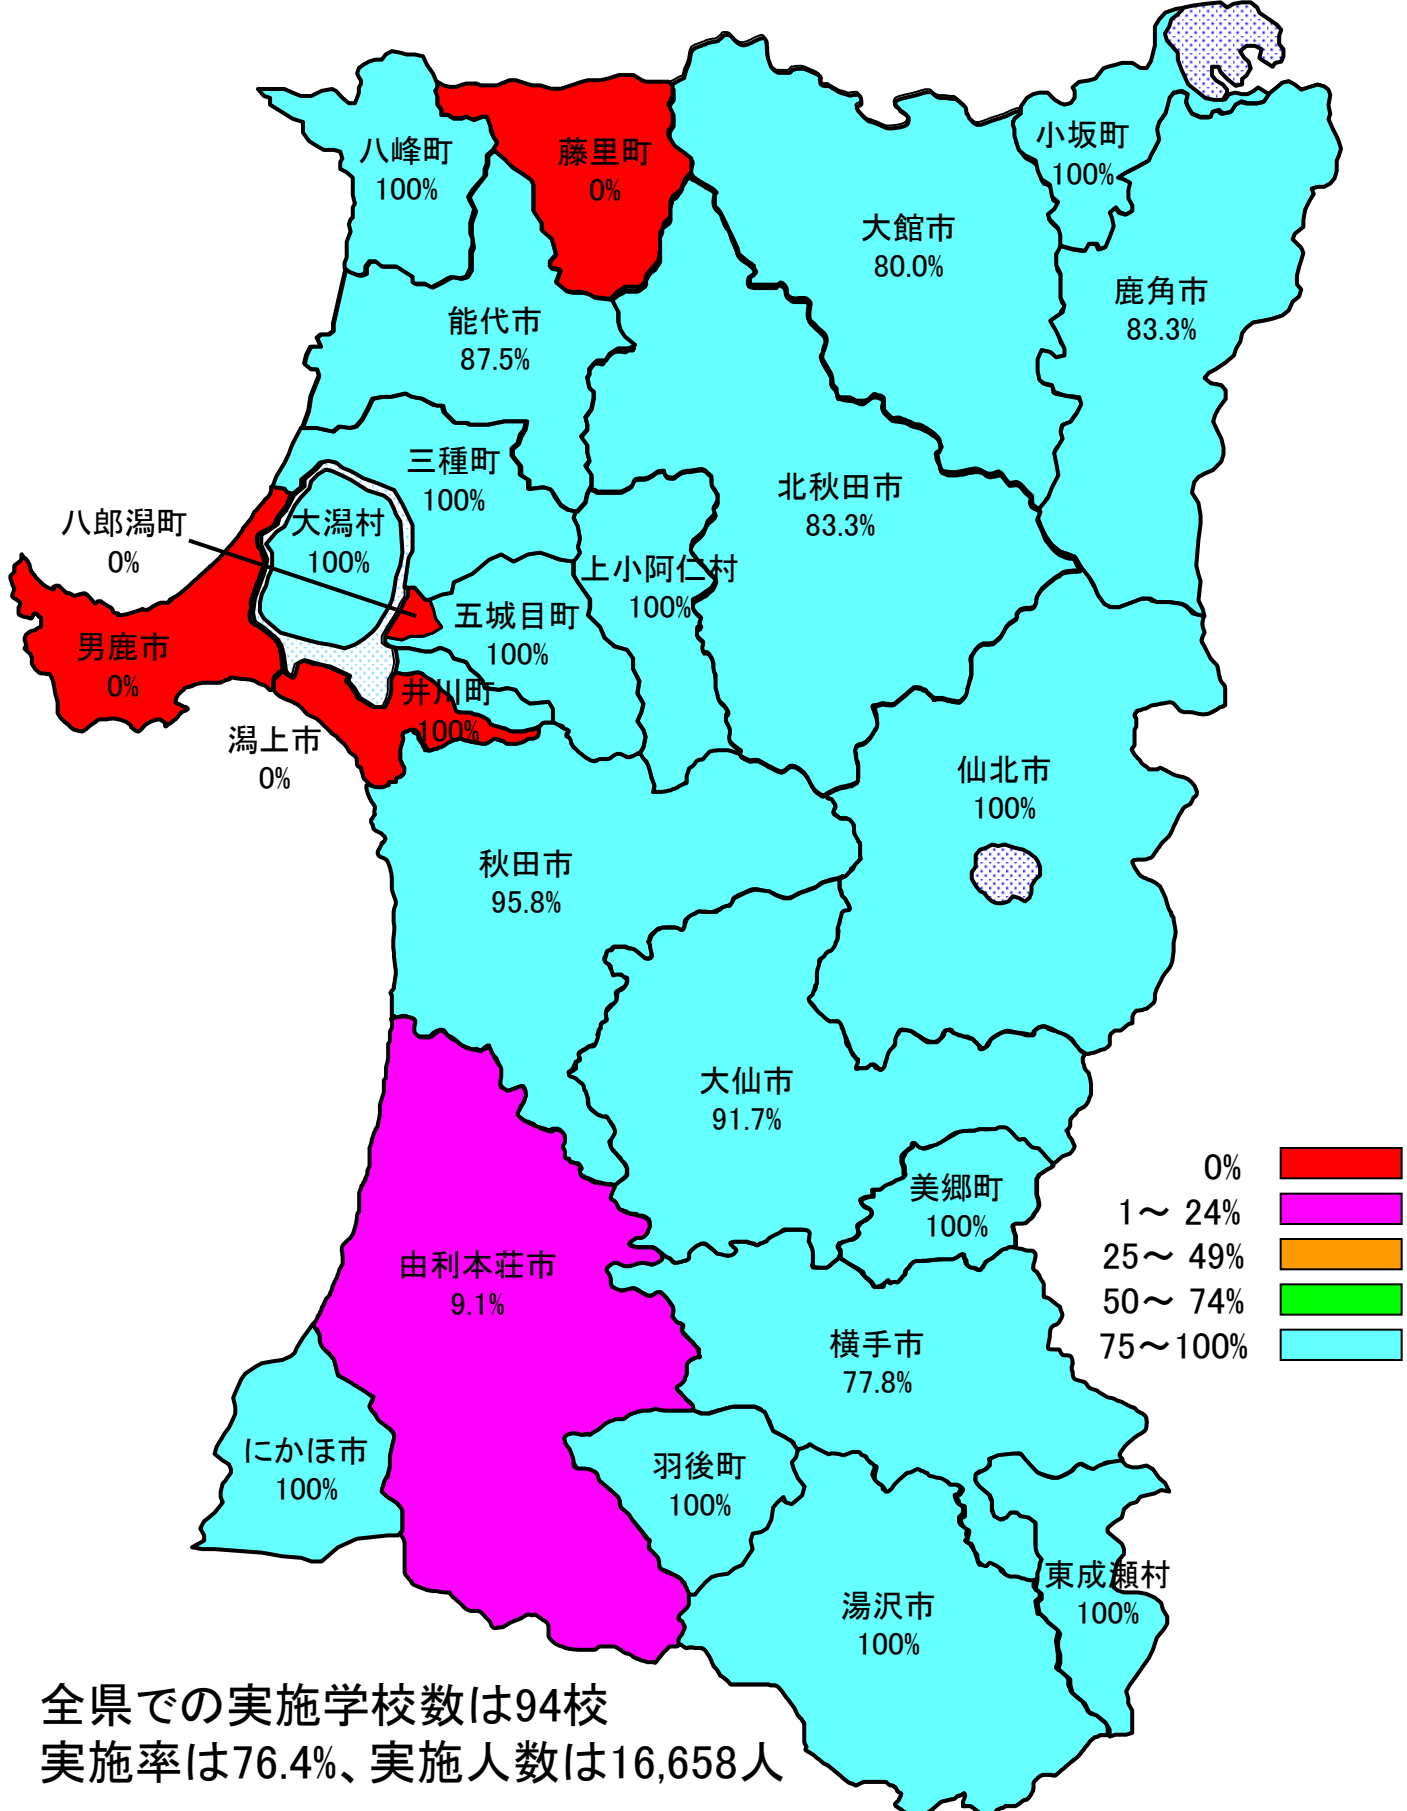 八峰町
100%
藤里町
0%
小坂町
100%
大館市
80.0%
鹿角市
83.3%
能代市
87.5%
三種町
100%
北秋田市
83.3%
八郎潟町
0%
大潟村
100%
上小阿仁村
100%
五城目町
100%
男鹿市
0%
井川町
100%
潟上市
0%
仙北市
100%
秋田市
95.8%
大仙市
91.7%
美郷町
100%
由利本荘市
9.1%
横手市
77.8%
にかほ市
100%
羽後町
100%
東成瀬村
100%
湯沢市
100%
0%
1～ 24%
25～ 49%
50～ 74%
75～100%
全県での実施学校数は94校
実施率は76.4%、実施人数は16,658人